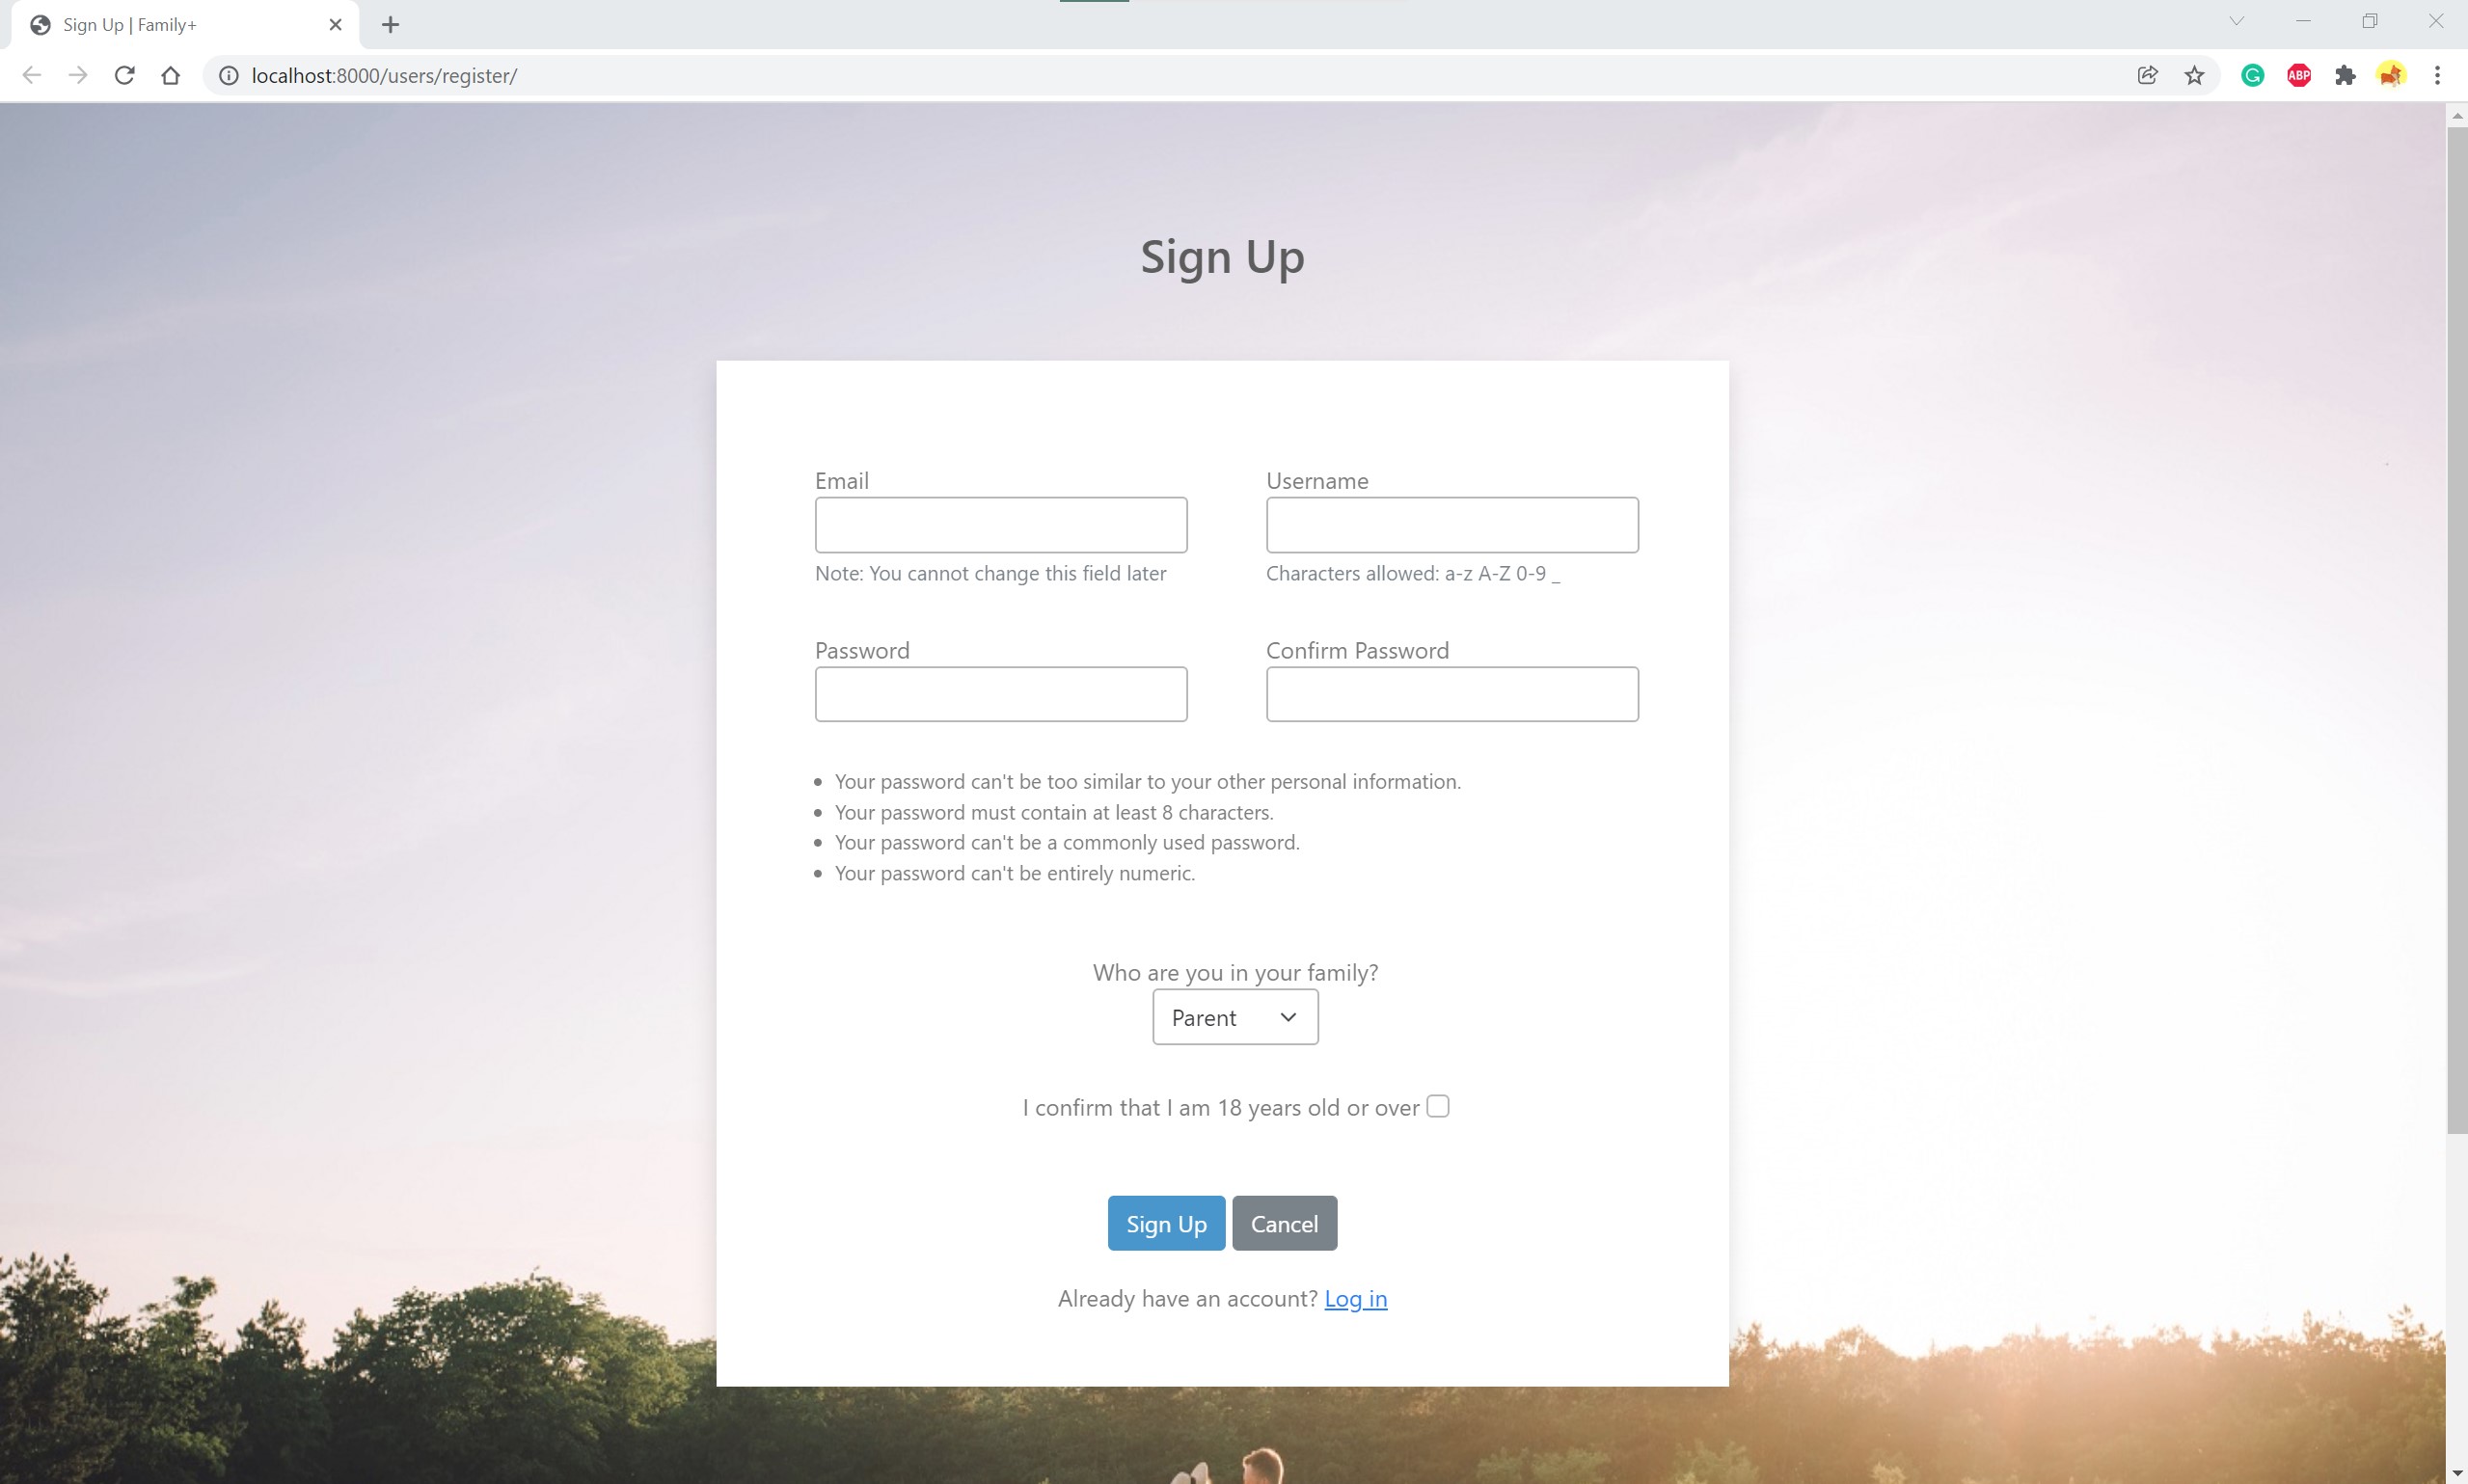 Sign Up | Family+
localhost:8000/users/register/
ABP
Sign Up
Email
Username
Note: You cannot change this field later
Characters allowed: a-z A-Z 0-9 _
Password
Confirm Password
Your password can't be too similar to your other personal information.
Your password must contain at least 8 characters.
Your password can't be a commonly used password.
Your password can't be entirely numeric.
Who are you in your family?
Parent
I confirm that I am 18 years old or over
Sign Up
Cancel
Already have an account? Log in